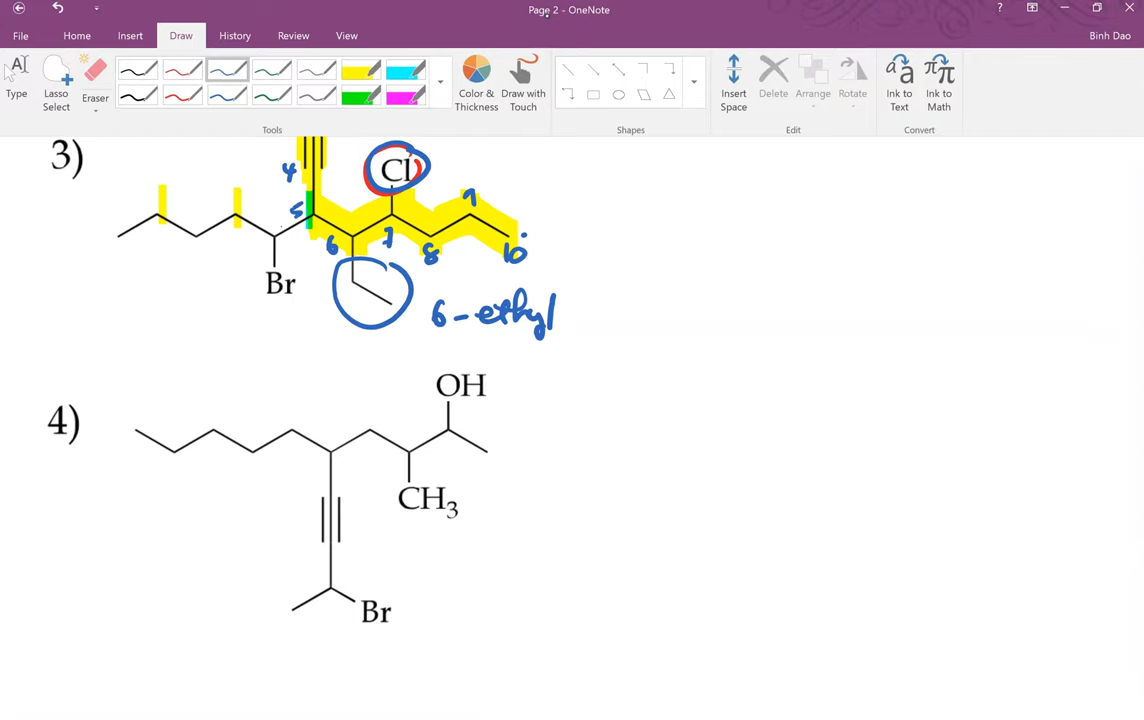 Page 2 - OneNote
?
File Home Insert Draw History Review View Binh Dao
Type Lasso Select Eraser Color & Thickness Draw with Touch Insert Space Delete Arrange Rotate Ink to Text Ink to Math
Tools Shapes Edit Convert
3)
4
Cl
5
6 7 8 9 10
Br
6-ethyl
4)
OH
CH3
Br